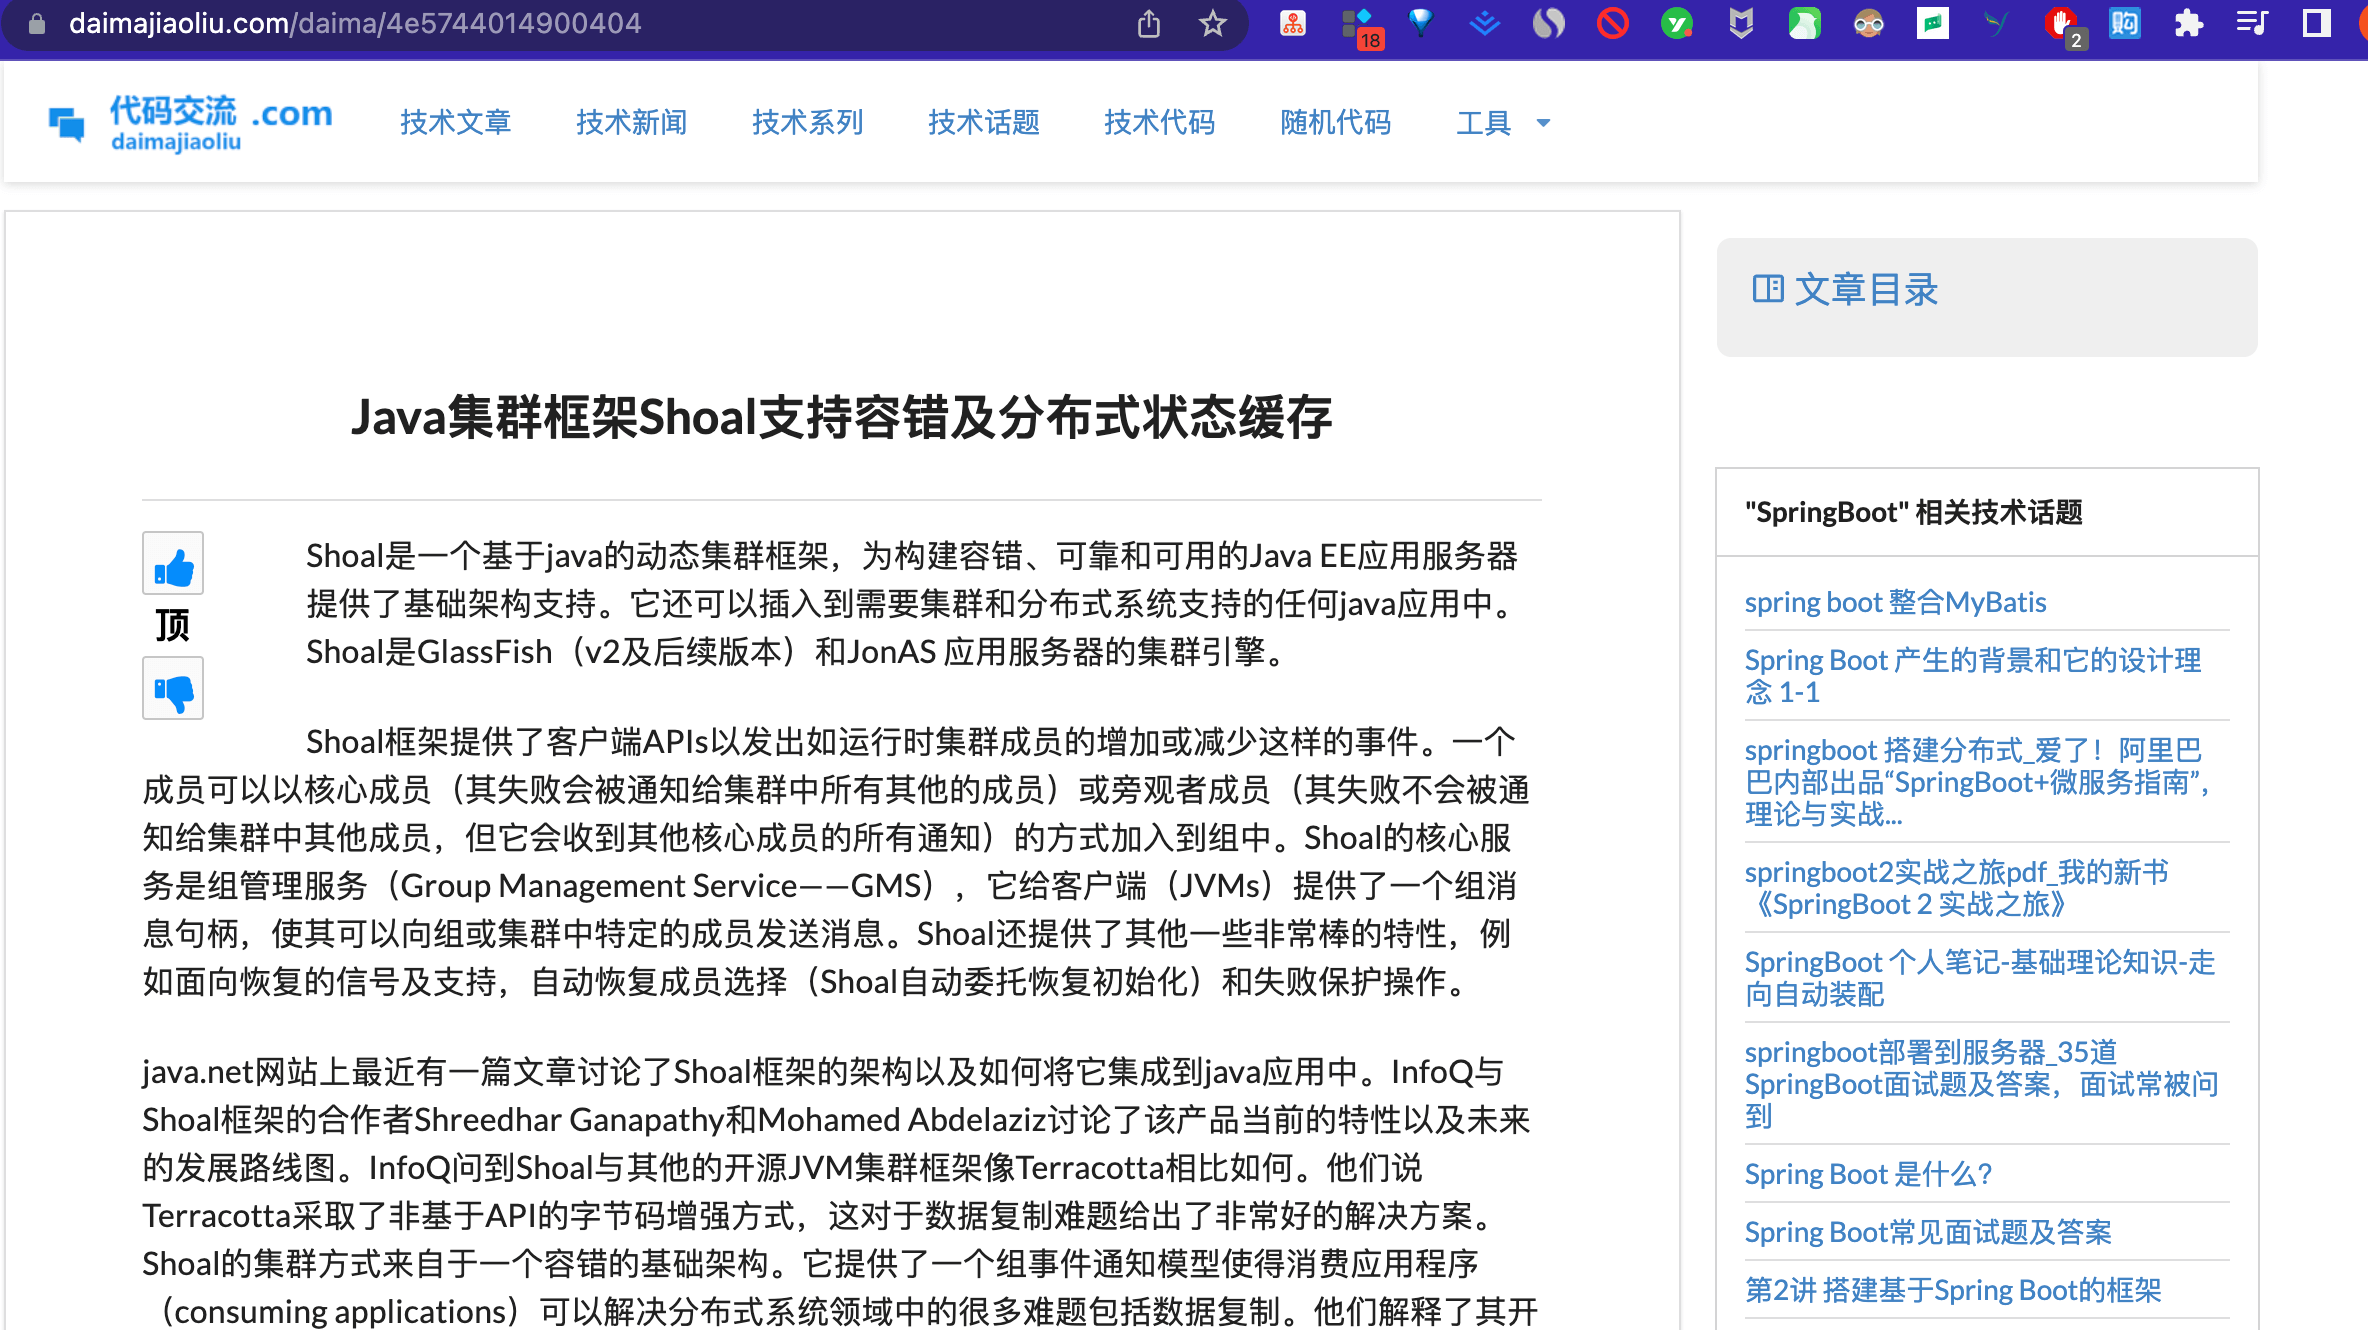 daimajiaoliu.com/daima/4e5744014900404
18
2
购
代码交流 .com
daimajiaoliu
技术文章
技术新闻
技术系列
技术话题
技术代码
随机代码
工具
Java集群框架Shoal支持容错及分布式状态缓存
顶
Shoal是一个基于java的动态集群框架，为构建容错、可靠和可用的Java EE应用服务器
提供了基础架构支持。它还可以插入到需要集群和分布式系统支持的任何java应用中。
Shoal是GlassFish（v2及后续版本）和JonAS 应用服务器的集群引擎。
Shoal框架提供了客户端APIs以发出如运行时集群成员的增加或减少这样的事件。一个
成员可以以核心成员（其失败会被通知给集群中所有其他的成员）或旁观者成员（其失败不会被通
知给集群中其他成员，但它会收到其他核心成员的所有通知）的方式加入到组中。Shoal的核心服
务是组管理服务（Group Management Service——GMS），它给客户端（JVMs）提供了一个组消
息句柄，使其可以向组或集群中特定的成员发送消息。Shoal还提供了其他一些非常棒的特性，例
如面向恢复的信号及支持，自动恢复成员选择（Shoal自动委托恢复初始化）和失败保护操作。
java.net网站上最近有一篇文章讨论了Shoal框架的架构以及如何将它集成到java应用中。InfoQ与
Shoal框架的合作者Shreedhar Ganapathy和Mohamed Abdelaziz讨论了该产品当前的特性以及未来
的发展路线图。InfoQ问到Shoal与其他的开源JVM集群框架像Terracotta相比如何。他们说
Terracotta采取了非基于API的字节码增强方式，这对于数据复制难题给出了非常好的解决方案。
Shoal的集群方式来自于一个容错的基础架构。它提供了一个组事件通知模型使得消费应用程序
（consuming applications）可以解决分布式系统领域中的很多难题包括数据复制。他们解释了其开
文章目录
"SpringBoot" 相关技术话题
spring boot 整合MyBatis
Spring Boot 产生的背景和它的设计理
念 1-1
springboot 搭建分布式_爱了！阿里巴
巴内部出品“SpringBoot+微服务指南”，
理论与实战...
springboot2实战之旅pdf_我的新书
《SpringBoot 2 实战之旅》
SpringBoot 个人笔记-基础理论知识-走
向自动装配
springboot部署到服务器_35道
SpringBoot面试题及答案，面试常被问
到
Spring Boot 是什么?
Spring Boot常见面试题及答案
第2讲 搭建基于Spring Boot的框架